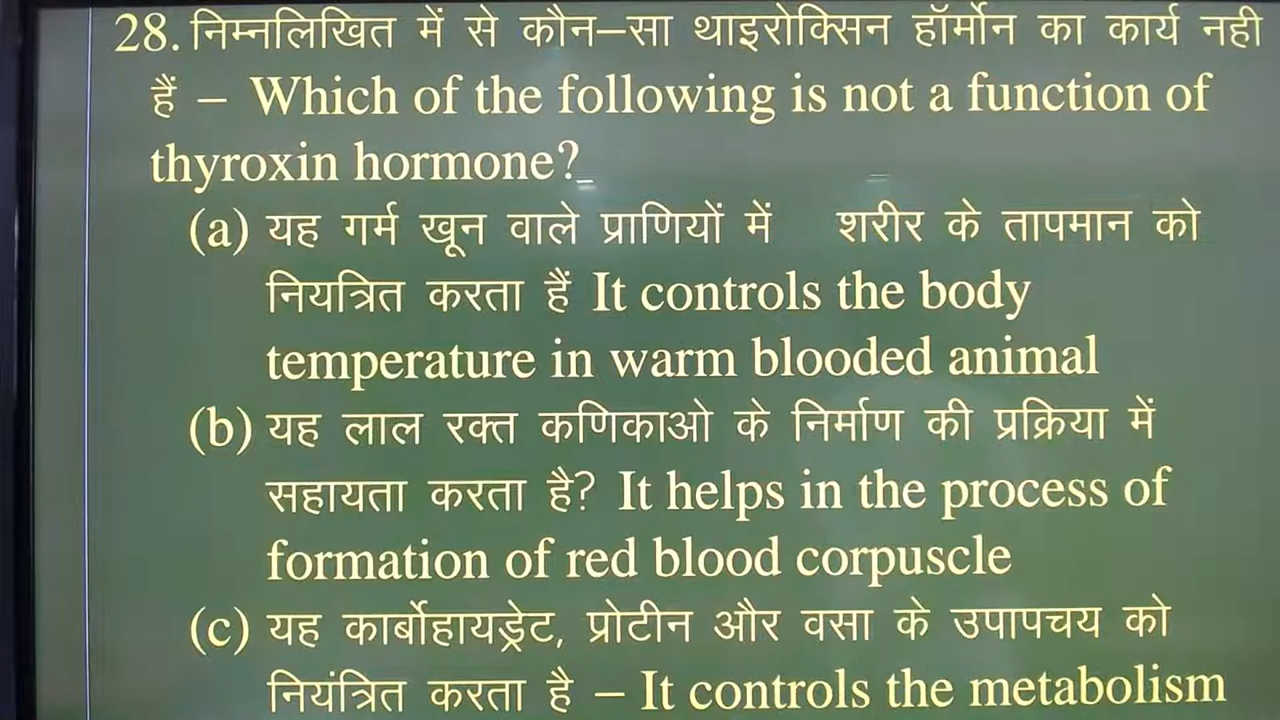 28. निम्नलिखित में से कौन–सा थाइरोक्सिन हॉर्मोन का कार्य नही
हैं – Which of the following is not a function of
thyroxin hormone?_
(a) यह गर्म खून वाले प्राणियों में शरीर के तापमान को
नियत्रित करता हैं It controls the body
temperature in warm blooded animal
(b) यह लाल रक्त कणिकाओ के निर्माण की प्रक्रिया में
सहायता करता है? It helps in the process of
formation of red blood corpuscle
(c) यह कार्बोहायड्रेट, प्रोटीन और वसा के उपापचय को
नियंत्रित करता है – It controls the metabolism